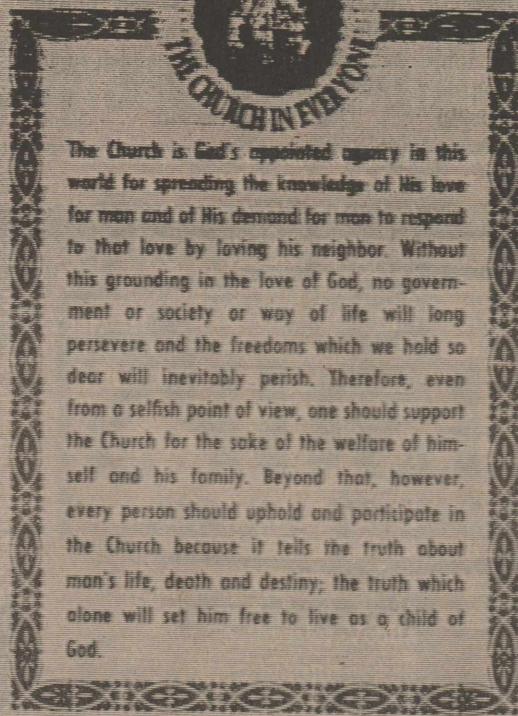 THE CHURCH IN EVERYONE
The Church is God's appointed agency in this
world for spreading the knowledge of His love
for man and of His demand for man to respond
to that love by loving his neighbor. Without
this grounding in the love of God, no govern-
ment or society or way of life will long
persevere and the freedoms which we hold so
dear will inevitably perish. Therefore, even
from a selfish point of view, one should support
the Church for the sake of the welfare of him-
self and his family. Beyond that, however,
every person should uphold and participate in
the Church because it tells the truth about
man's life, death and destiny; the truth which
alone will set him free to live as a child of
God.